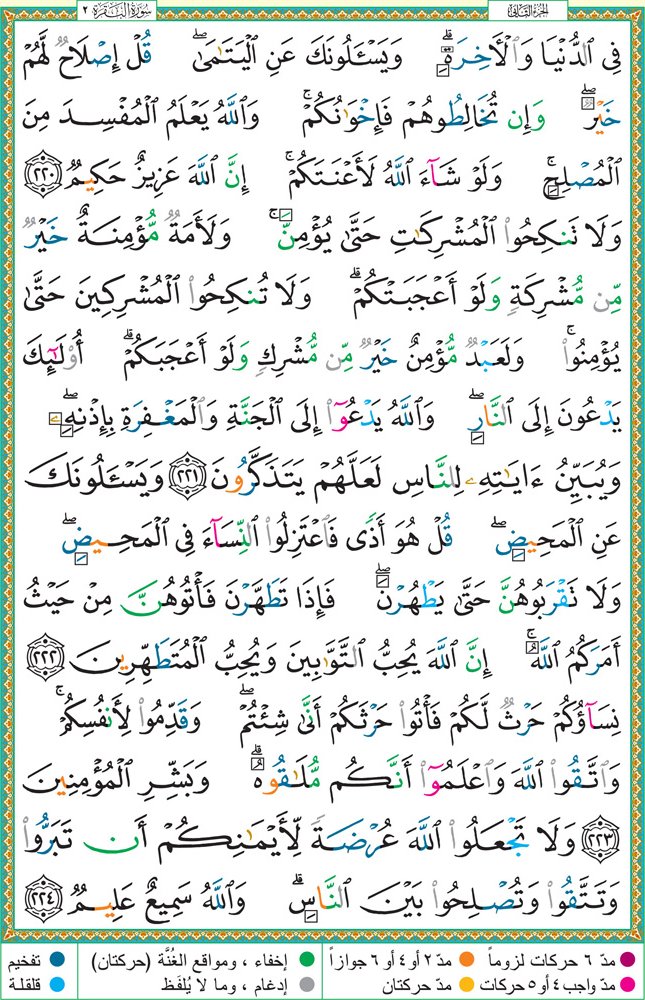 الجزء الثاني
سورة البقرة ٢
فِى ٱلدُّنْيَا وَٱلْـَٔاخِرَةِ ۗ وَيَسْـَٔلُونَكَ عَنِ ٱلْيَتَـٰمَىٰ ۖ قُلْ إِصْلَاحٌ لَّهُمْ
خَيْرٌ ۖ وَإِن تُخَالِطُوهُمْ فَإِخْوَٰنُكُمْ ۚ وَٱللَّهُ يَعْلَمُ ٱلْمُفْسِدَ مِنَ
ٱلْمُصْلِحِ ۚ وَلَوْ شَآءَ ٱللَّهُ لَأَعْنَتَكُمْ ۚ إِنَّ ٱللَّهَ عَزِيزٌ حَكِيمٌ ٢٢٠
وَلَا تَنكِحُوا۟ ٱلْمُشْرِكَـٰتِ حَتَّىٰ يُؤْمِنَّ ۚ وَلَأَمَةٌ مُّؤْمِنَةٌ خَيْرٌ
مِّن مُّشْرِكَةٍ وَلَوْ أَعْجَبَتْكُمْ ۗ وَلَا تُنكِحُوا۟ ٱلْمُشْرِكِينَ حَتَّىٰ
يُؤْمِنُوا۟ ۚ وَلَعَبْدٌ مُّؤْمِنٌ خَيْرٌ مِّن مُّشْرِكٍ وَلَوْ أَعْجَبَكُمْ ۗ أُو۟لَـٰٓئِكَ
يَدْعُونَ إِلَى ٱلنَّارِ ۖ وَٱللَّهُ يَدْعُوٓا۟ إِلَى ٱلْجَنَّةِ وَٱلْمَغْفِرَةِ بِإِذْنِهِۦ ۖ
وَيُبَيِّنُ ءَايَـٰتِهِۦ لِلنَّاسِ لَعَلَّهُمْ يَتَذَكَّرُونَ ٢٢١ وَيَسْـَٔلُونَكَ
عَنِ ٱلْمَحِيضِ ۖ قُلْ هُوَ أَذًى فَٱعْتَزِلُوا۟ ٱلنِّسَآءَ فِى ٱلْمَحِيضِ ۖ
وَلَا تَقْرَبُوهُنَّ حَتَّىٰ يَطْهُرْنَ ۖ فَإِذَا تَطَهَّرْنَ فَأْتُوهُنَّ مِنْ حَيْثُ
أَمَرَكُمُ ٱللَّهُ ۚ إِنَّ ٱللَّهَ يُحِبُّ ٱلتَّوَّٰبِينَ وَيُحِبُّ ٱلْمُتَطَهِّرِينَ ٢٢٢
نِسَآؤُكُمْ حَرْثٌ لَّكُمْ فَأْتُوا۟ حَرْثَكُمْ أَنَّىٰ شِئْتُمْ ۖ وَقَدِّمُوا۟ لِأَنفُسِكُمْ ۚ
وَٱتَّقُوا۟ ٱللَّهَ وَٱعْلَمُوٓا۟ أَنَّكُم مُّلَـٰقُوهُ ۗ وَبَشِّرِ ٱلْمُؤْمِنِينَ
٢٢٣ وَلَا تَجْعَلُوا۟ ٱللَّهَ عُرْضَةً لِّأَيْمَـٰنِكُمْ أَن تَبَرُّوا۟
وَتَتَّقُوا۟ وَتُصْلِحُوا۟ بَيْنَ ٱلنَّاسِ ۗ وَٱللَّهُ سَمِيعٌ عَلِيمٌ ٢٢٤
مدّ ٦ حركات لزوماً مدّ ٢ أو ٤ أو ٦ جوازاً إخفاء ، ومواقع الغُنَّة (حركتان) تفخيم
مدّ واجب ٤ أو ٥ حركات مدّ حركتان إدغام ، وما لا يُلفَظ قلقلة